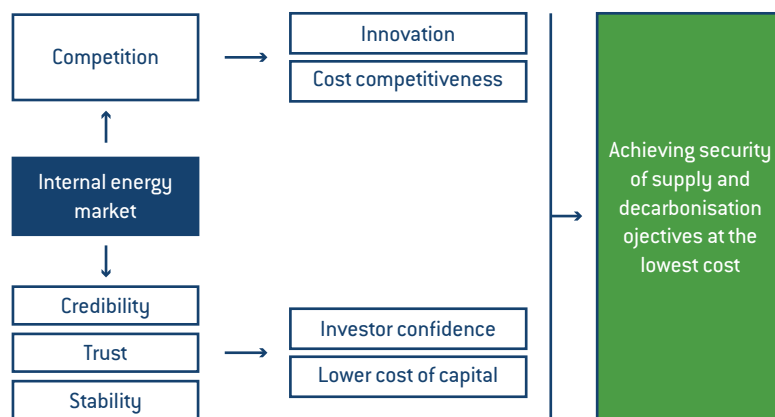 Competition
Innovation
Cost competitiveness
Internal energy
market
Credibility
Trust
Stability
Investor confidence
Lower cost of capital
Achieving security
of supply and
decarbonisation
ojectives at the
lowest cost